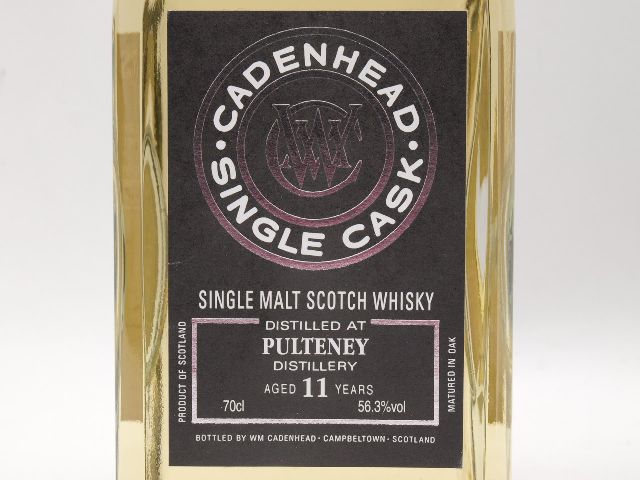 CADENHEAD
WMC
· SINGLE CASK ·
SINGLE MALT SCOTCH WHISKY
DISTILLED AT
PULTENEY
DISTILLERY
AGED 11 YEARS
70cl 56.3%vol
PRODUCT OF SCOTLAND
MATURED IN OAK
BOTTLED BY WM CADENHEAD · CAMPBELTOWN · SCOTLAND